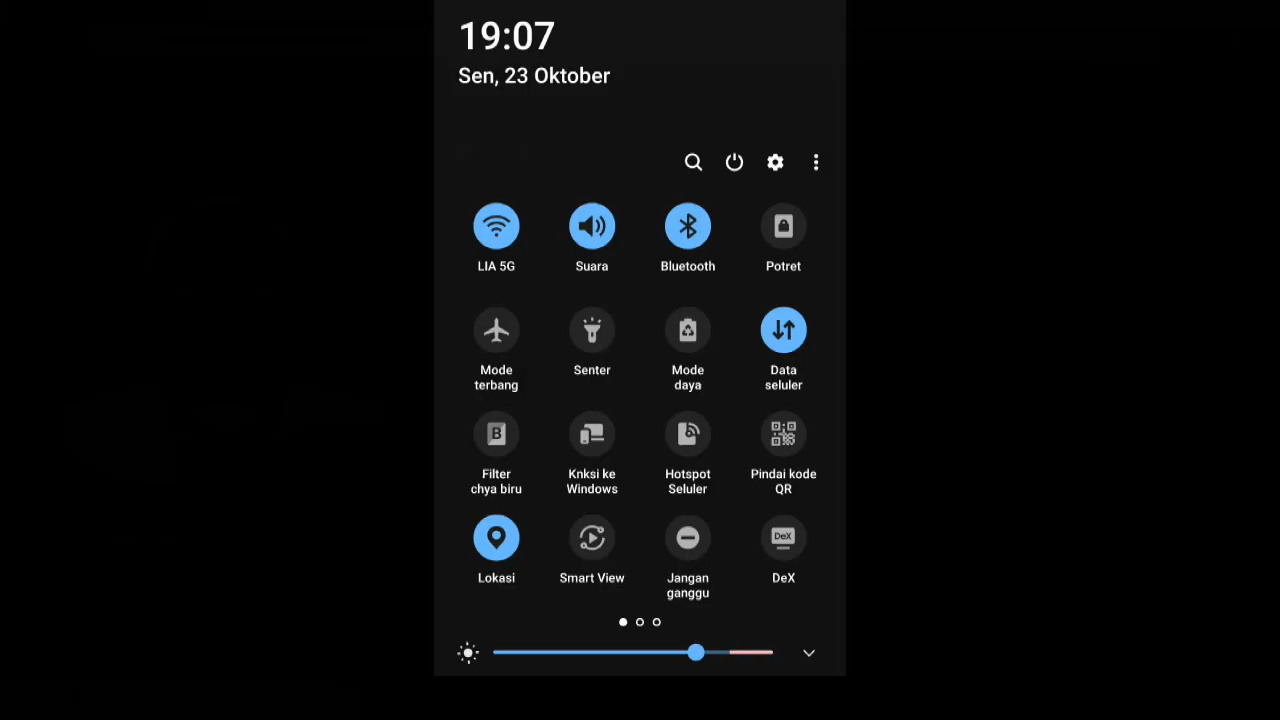 19:07
Sen, 23 Oktober
LIA 5G
Suara
Bluetooth
Potret
Mode
terbang
Senter
Mode
daya
Data
seluler
B
Filter
chya biru
Knksi ke
Windows
Hotspot
Seluler
Pindai kode
QR
Lokasi
Smart View
Jangan
ganggu
DeX
DeX